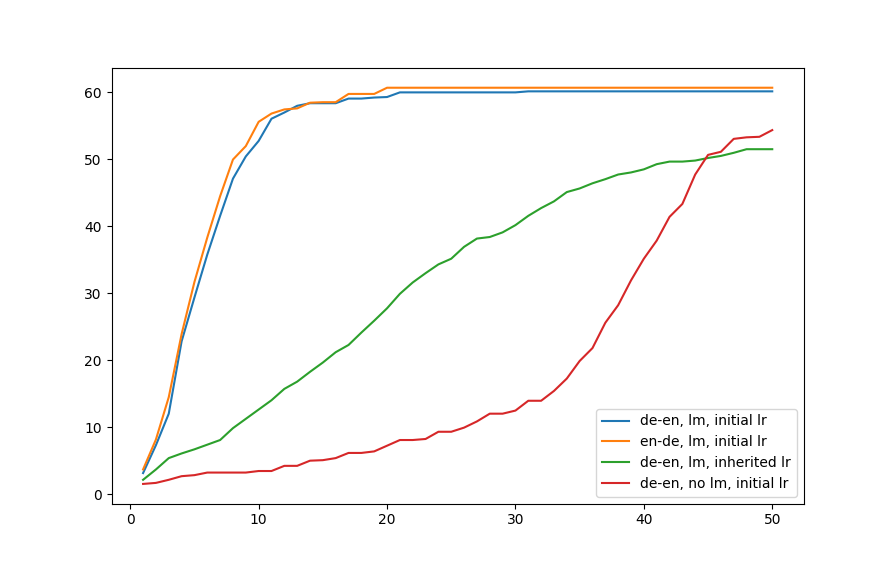 60
50
40
30
20
10
0
0 10 20 30 40 50
de-en, lm, initial lr
en-de, lm, initial lr
de-en, lm, inherited lr
de-en, no lm, initial lr